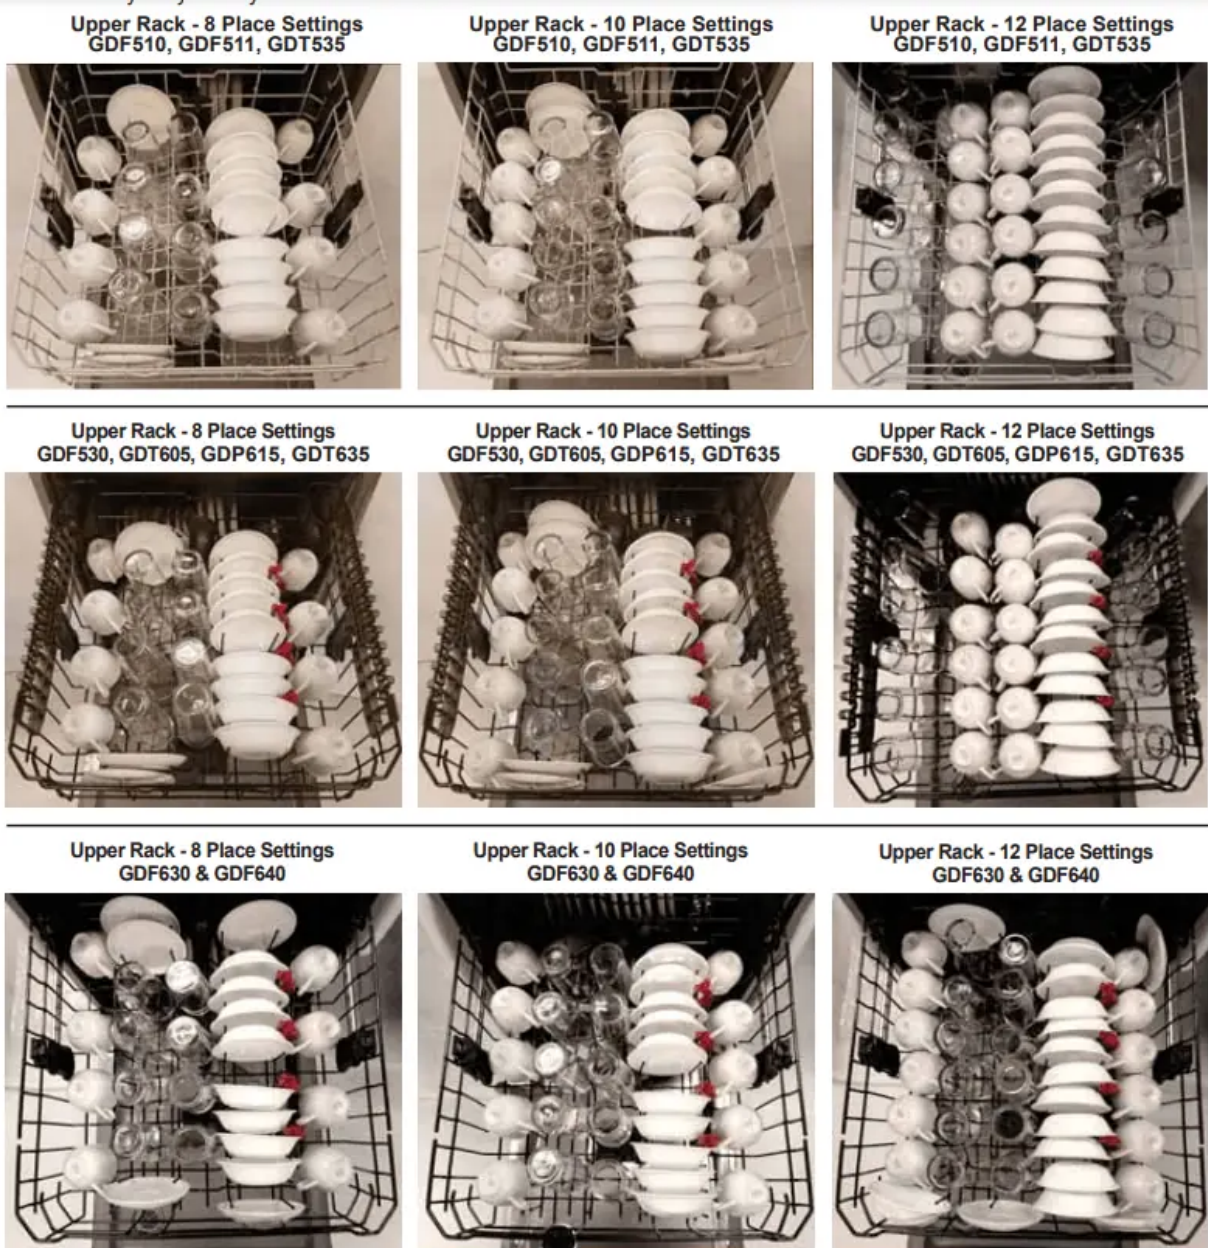 Upper Rack - 8 Place Settings
GDF510, GDF511, GDT535
Upper Rack - 10 Place Settings
GDF510, GDF511, GDT535
Upper Rack - 12 Place Settings
GDF510, GDF511, GDT535
Upper Rack - 8 Place Settings
GDF530, GDT605, GDP615, GDT635
Upper Rack - 10 Place Settings
GDF530, GDT605, GDP615, GDT635
Upper Rack - 12 Place Settings
GDF530, GDT605, GDP615, GDT635
Upper Rack - 8 Place Settings
GDF630 & GDF640
Upper Rack - 10 Place Settings
GDF630 & GDF640
Upper Rack - 12 Place Settings
GDF630 & GDF640